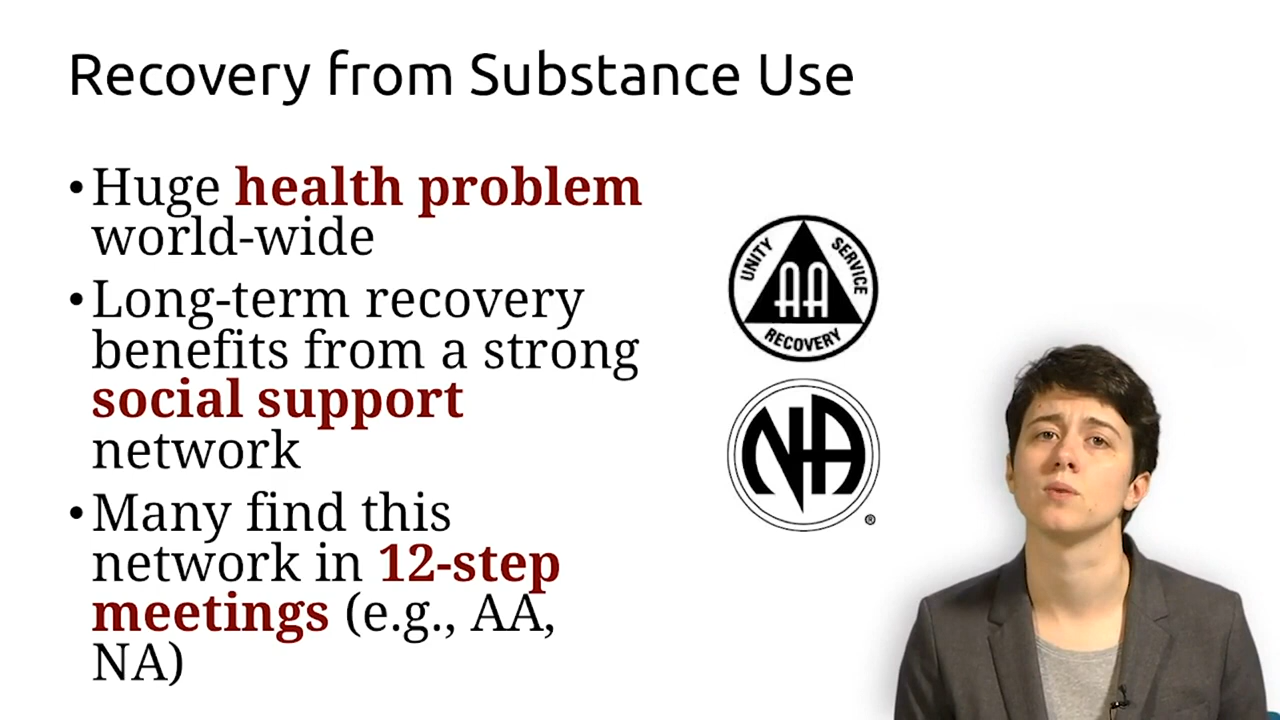 Recovery from Substance Use
•Huge health problem
world-wide
•Long-term recovery
benefits from a strong
social support
network
•Many find this
network in 12-step
meetings (e.g., AA,
NA)
UNITY
SERVICE
AA
RECOVERY
NA
®